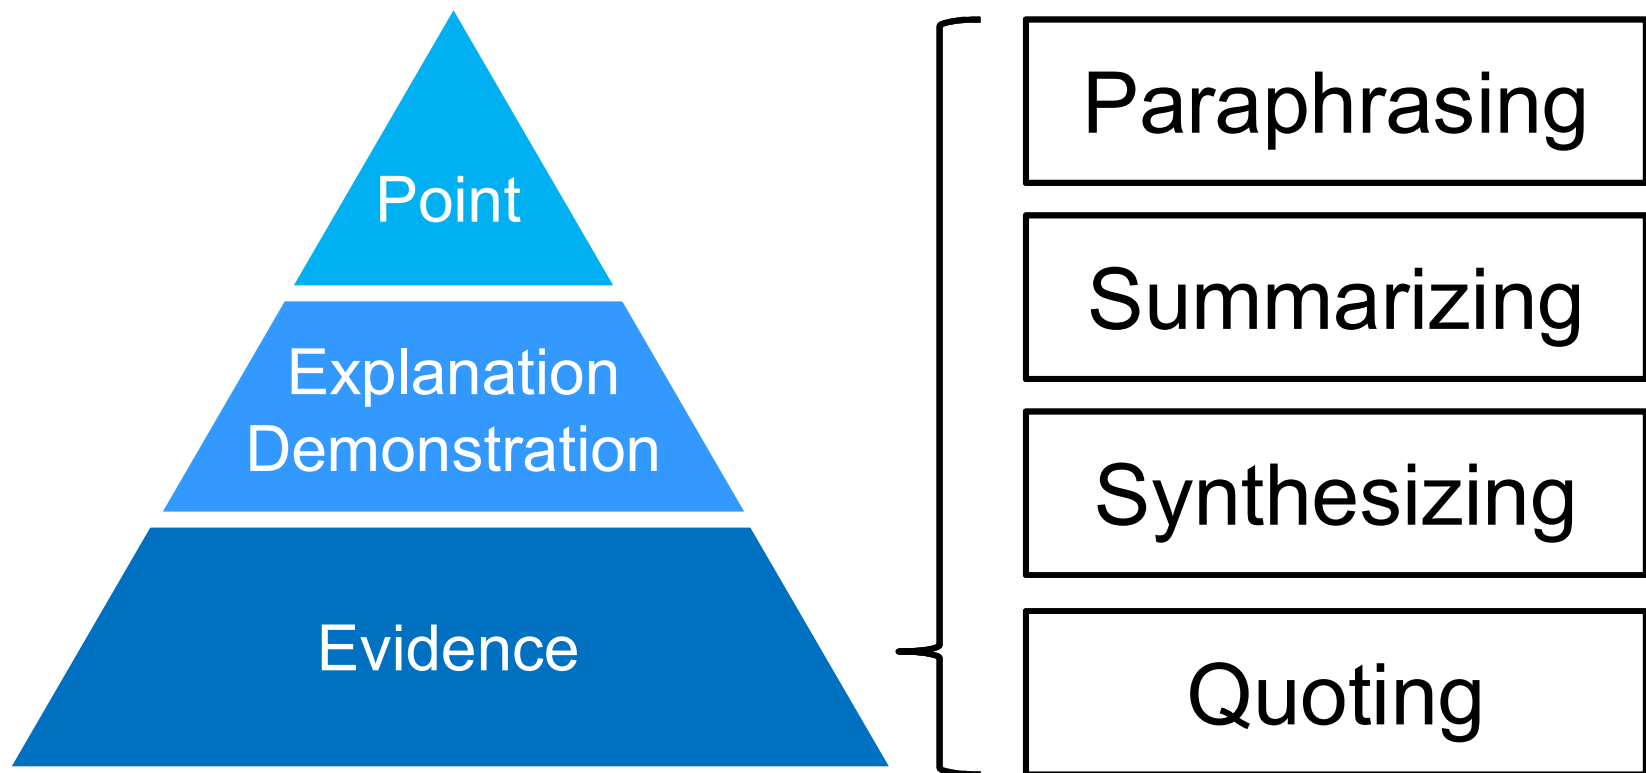 Point
Explanation
Demonstration
Evidence
Paraphrasing
Summarizing
Synthesizing
Quoting